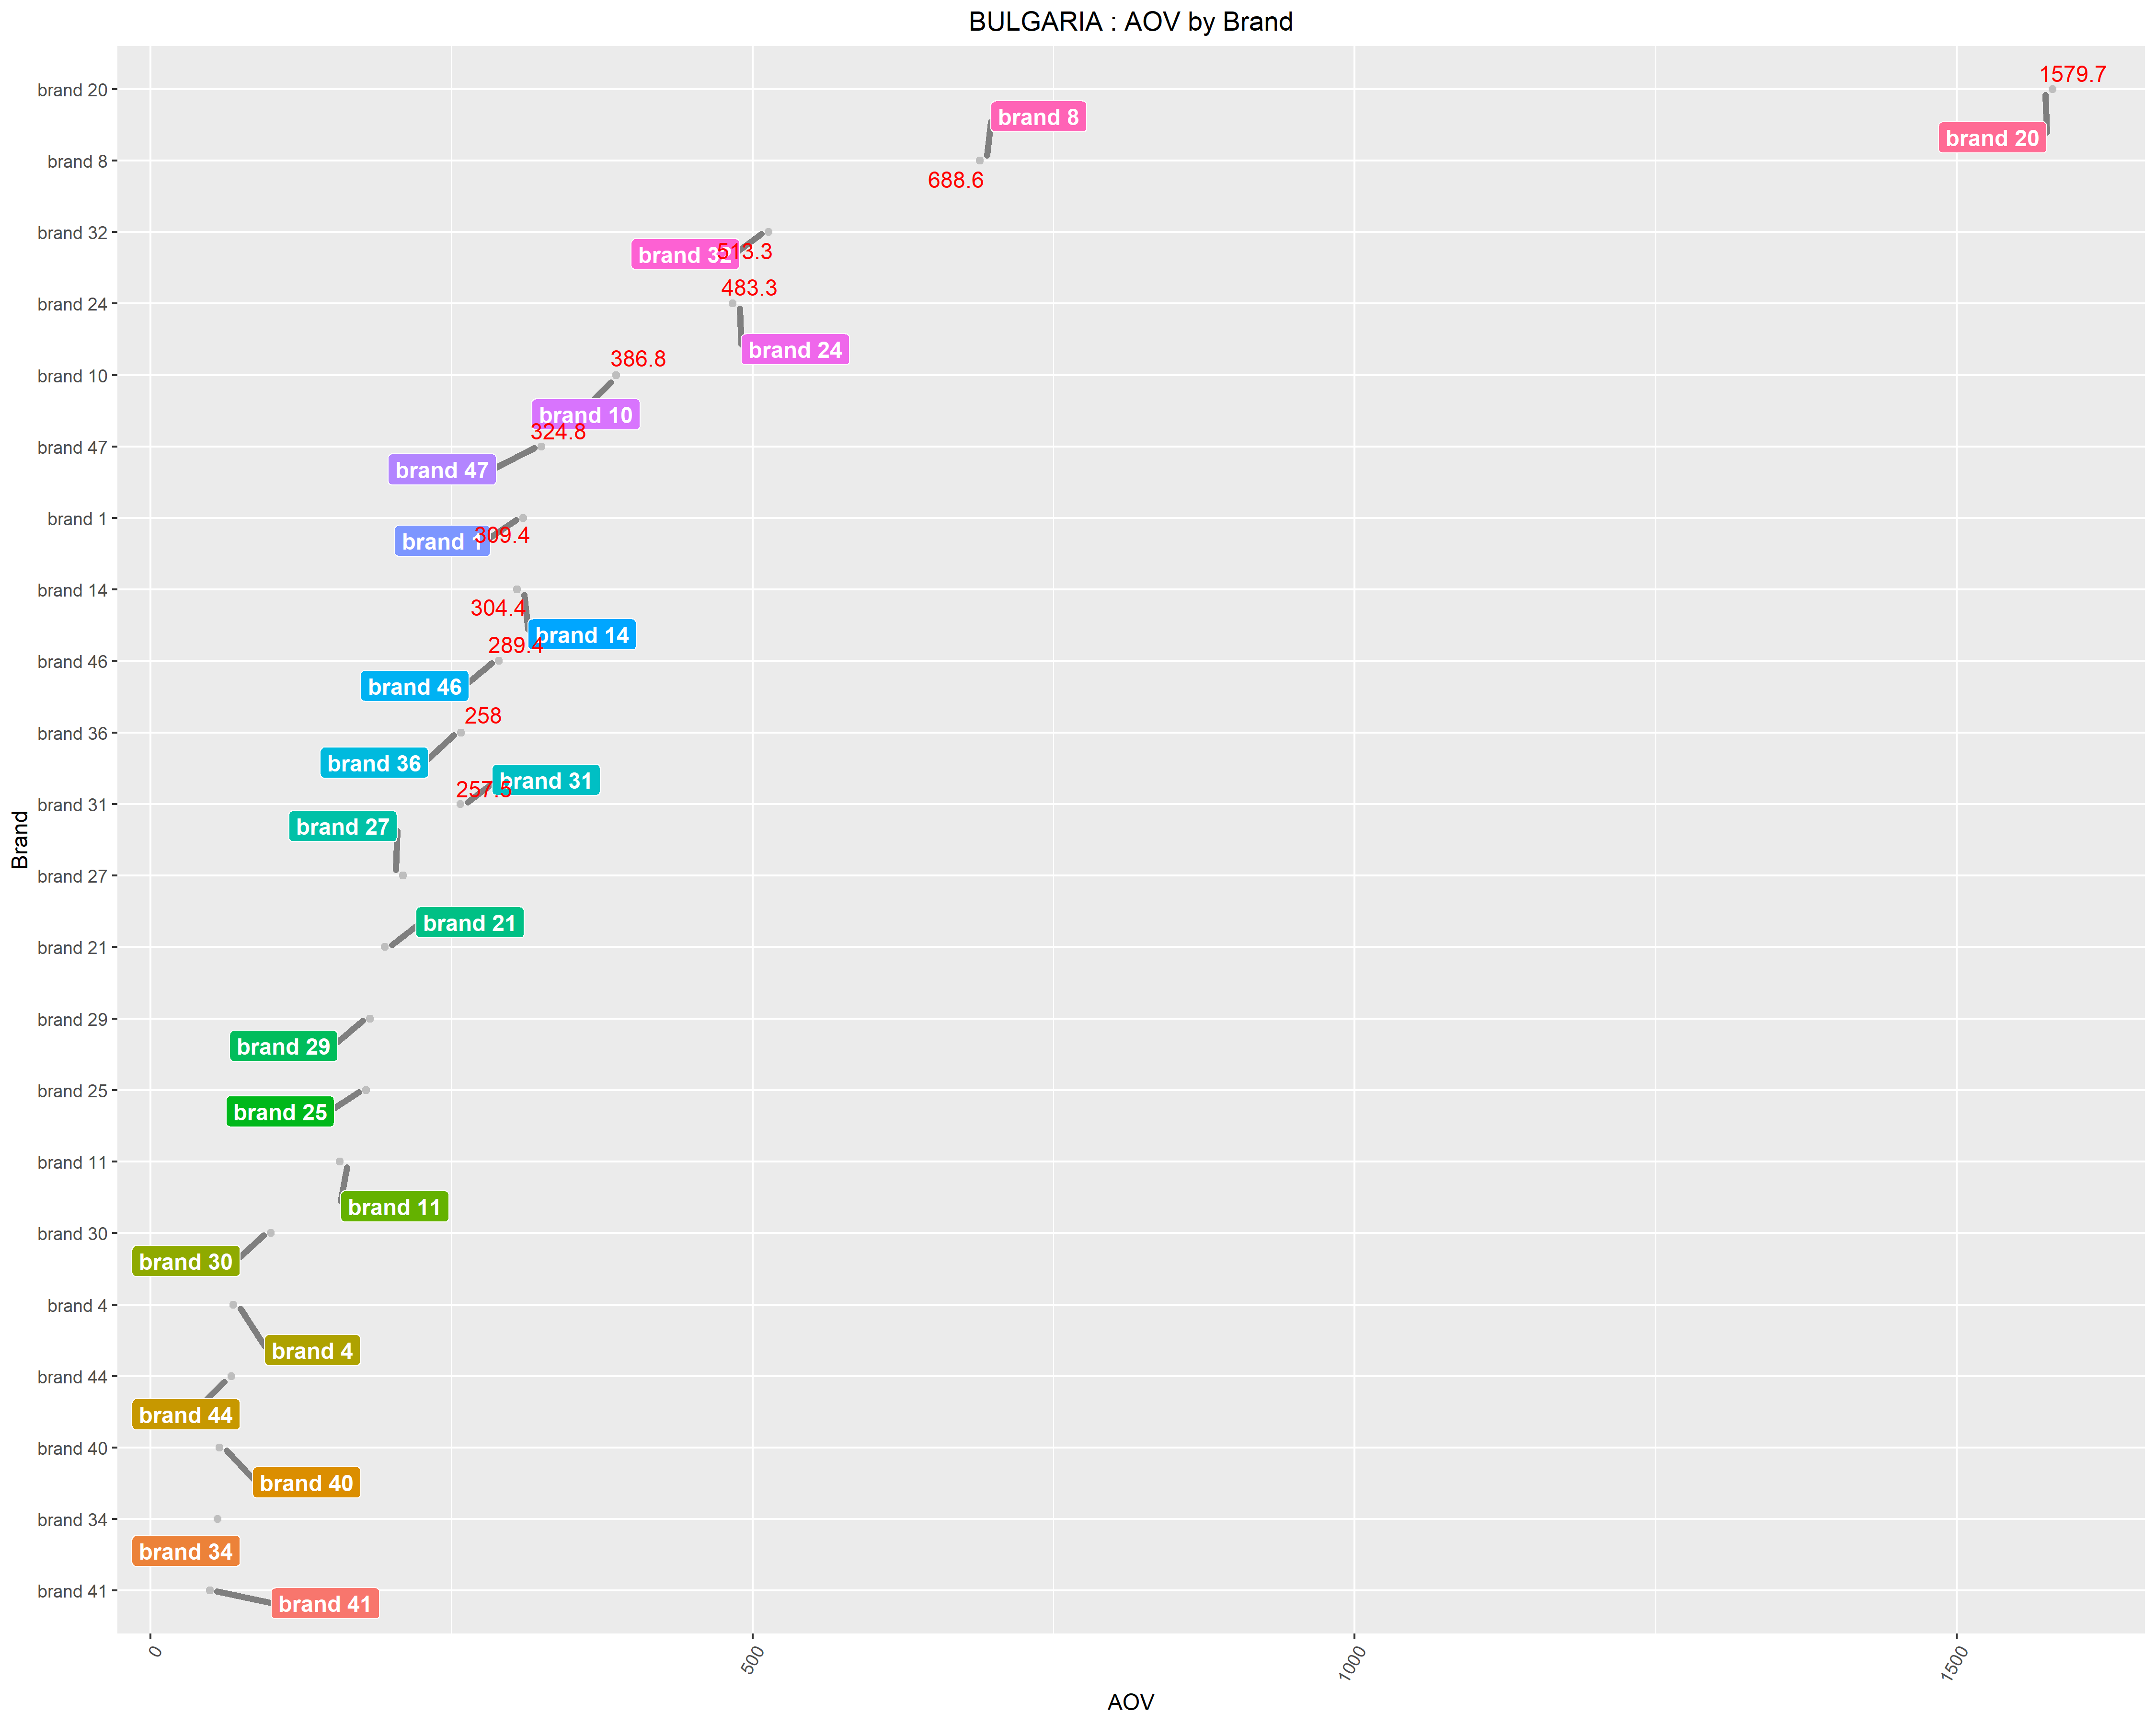 BULGARIA : AOV by Brand
brand 20
1579.7
brand 20
brand 8
brand 8
688.6
brand 32
brand 32
513.3
brand 24
483.3
brand 24
brand 10
386.8
brand 10
brand 47
324.8
brand 47
brand 1
brand 1
309.4
brand 14
304.4
brand 14
brand 46
289.4
brand 46
brand 36
258
brand 36
brand 31
257.5
brand 31
brand 27
brand 27
brand 21
brand 21
brand 29
brand 29
brand 25
brand 25
brand 11
brand 11
brand 30
brand 30
brand 4
brand 4
brand 44
brand 44
brand 40
brand 40
brand 34
brand 34
brand 41
brand 41
Brand
0
500
1000
1500
AOV